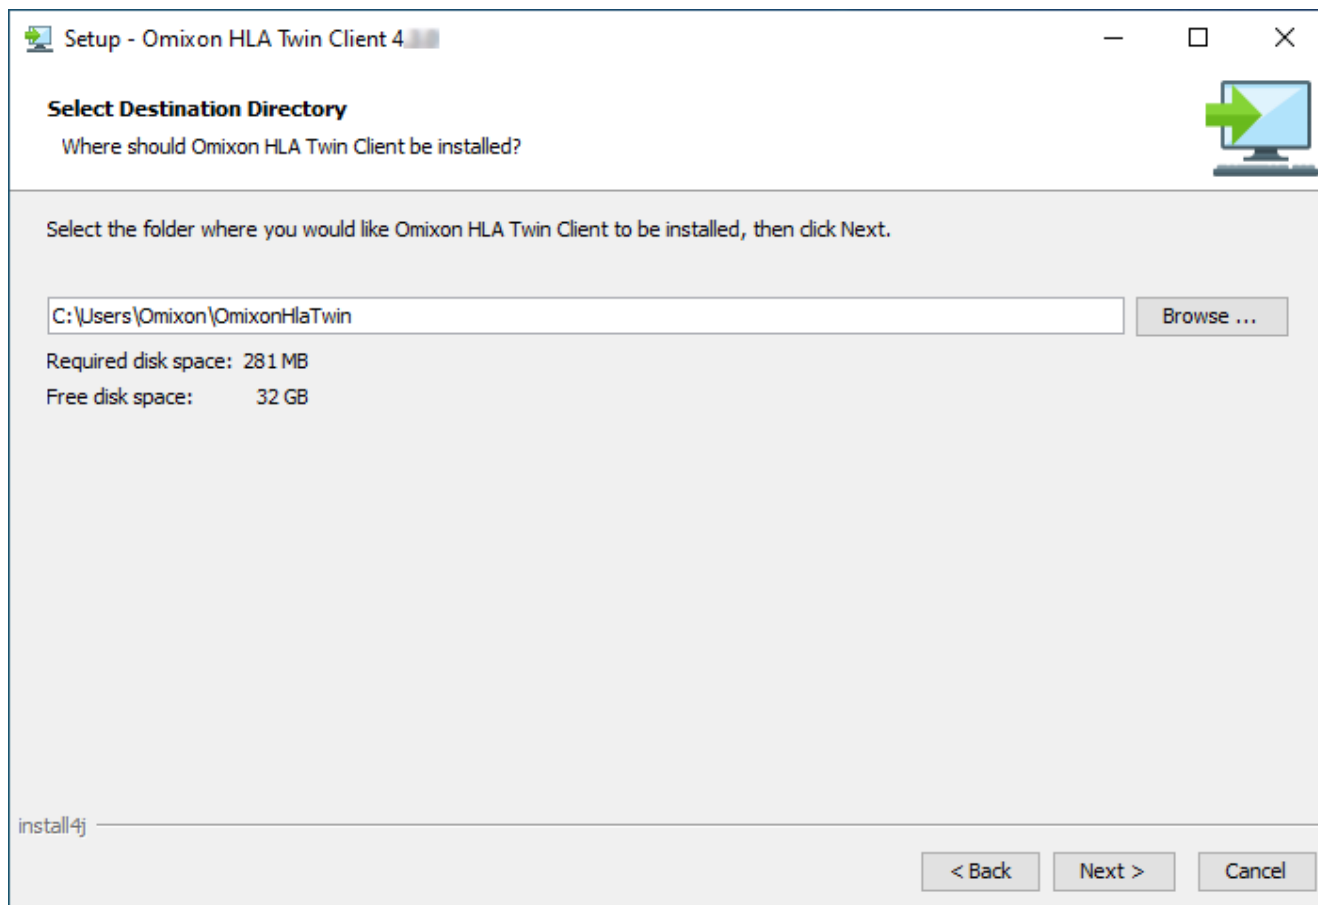 Setup - Omixon HLA Twin Client 4
Select Destination Directory
Where should Omixon HLA Twin Client be installed?
Select the folder where you would like Omixon HLA Twin Client to be installed, then click Next.
C:\Users\Omixon\OmixonHlaTwin
Browse ...
Required disk space: 281 MB
Free disk space: 32 GB
install4j
< Back
Next >
Cancel